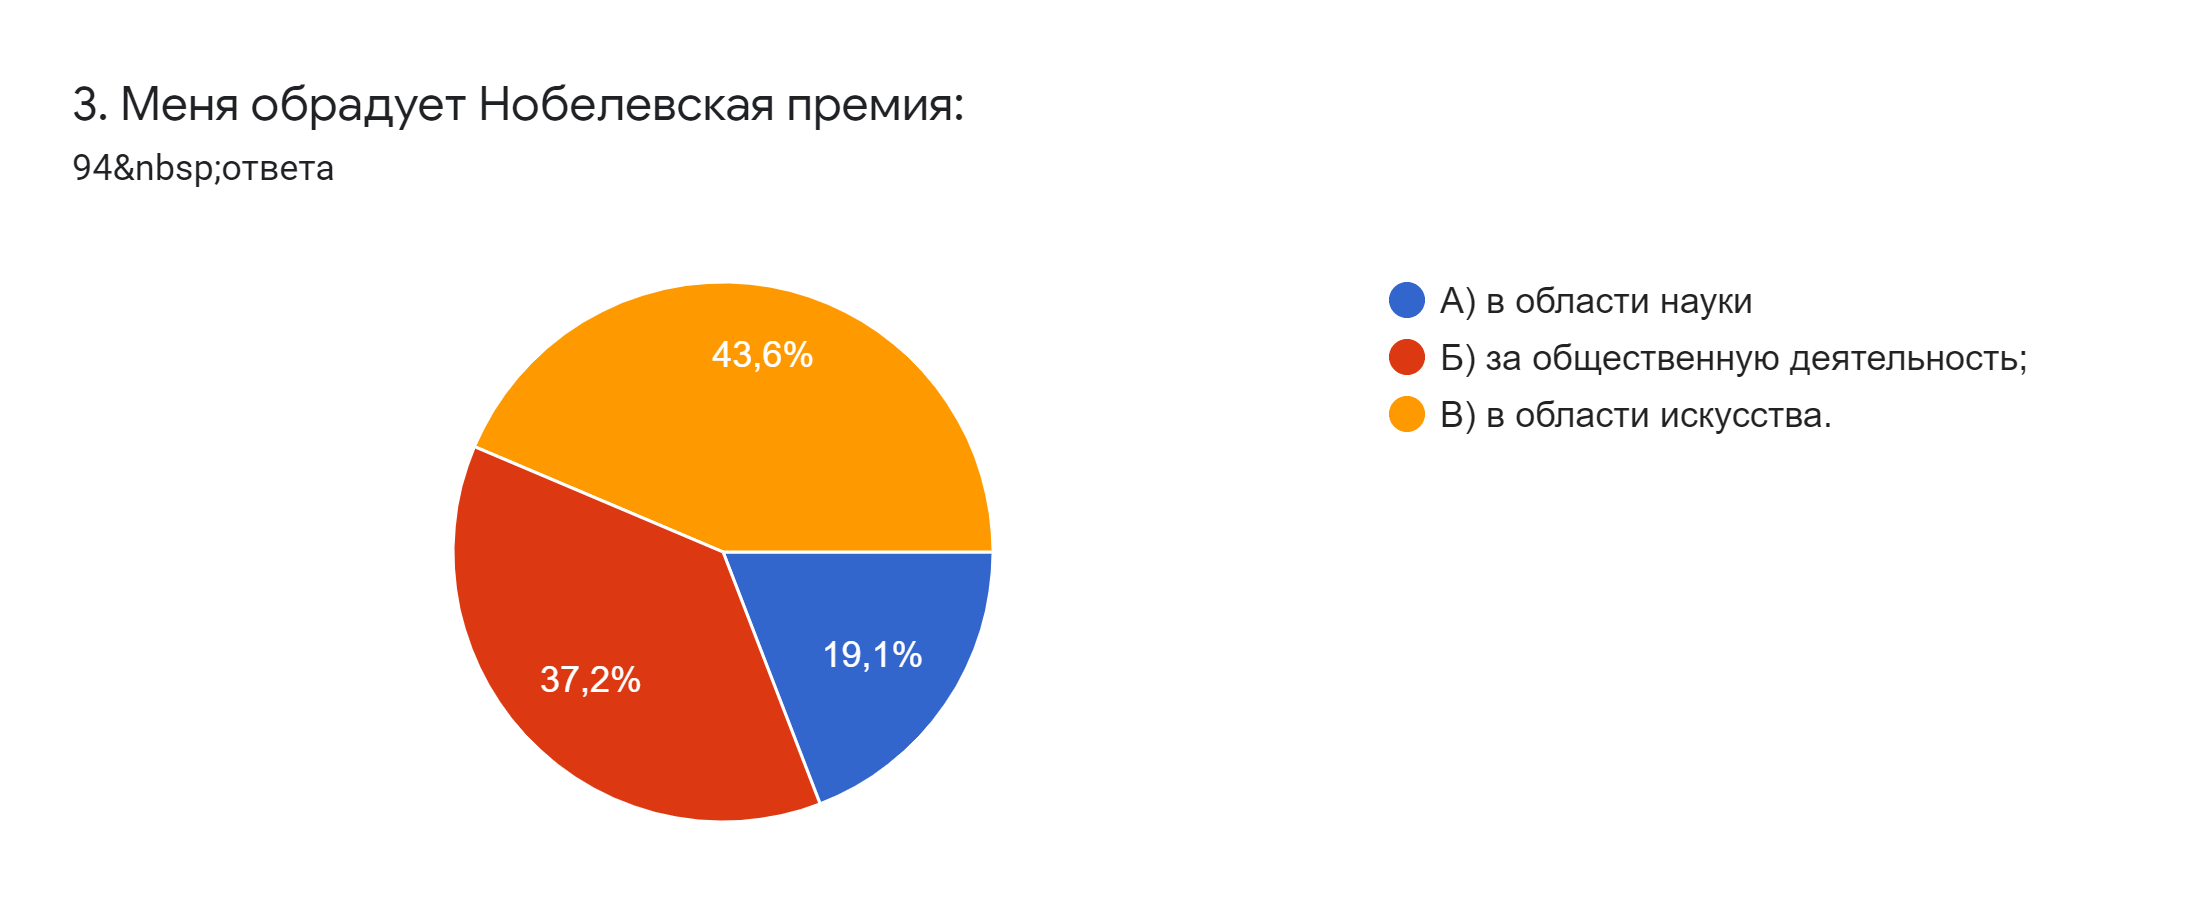 3. Меня обрадует Нобелевская премия:
94&nbsp;ответа
43,6%
37,2%
19,1%
А) в области науки
Б) за общественную деятельность;
В) в области искусства.